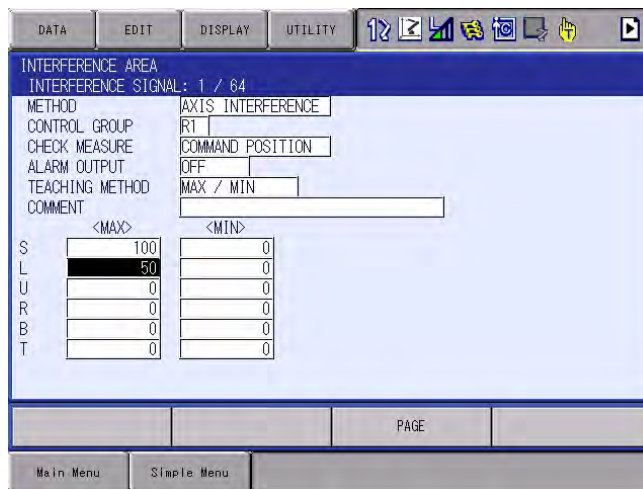 DATA EDIT DISPLAY UTILITY
INTERFERENCE AREA
INTERFERENCE SIGNAL: 1 / 64
METHOD AXIS INTERFERENCE
CONTROL GROUP R1
CHECK MEASURE COMMAND POSITION
ALARM OUTPUT OFF
TEACHING METHOD MAX / MIN
COMMENT
<MAX> <MIN>
S 100 0
L 50 0
U 0 0
R 0 0
B 0 0
T 0 0
PAGE
Main Menu Simple Menu